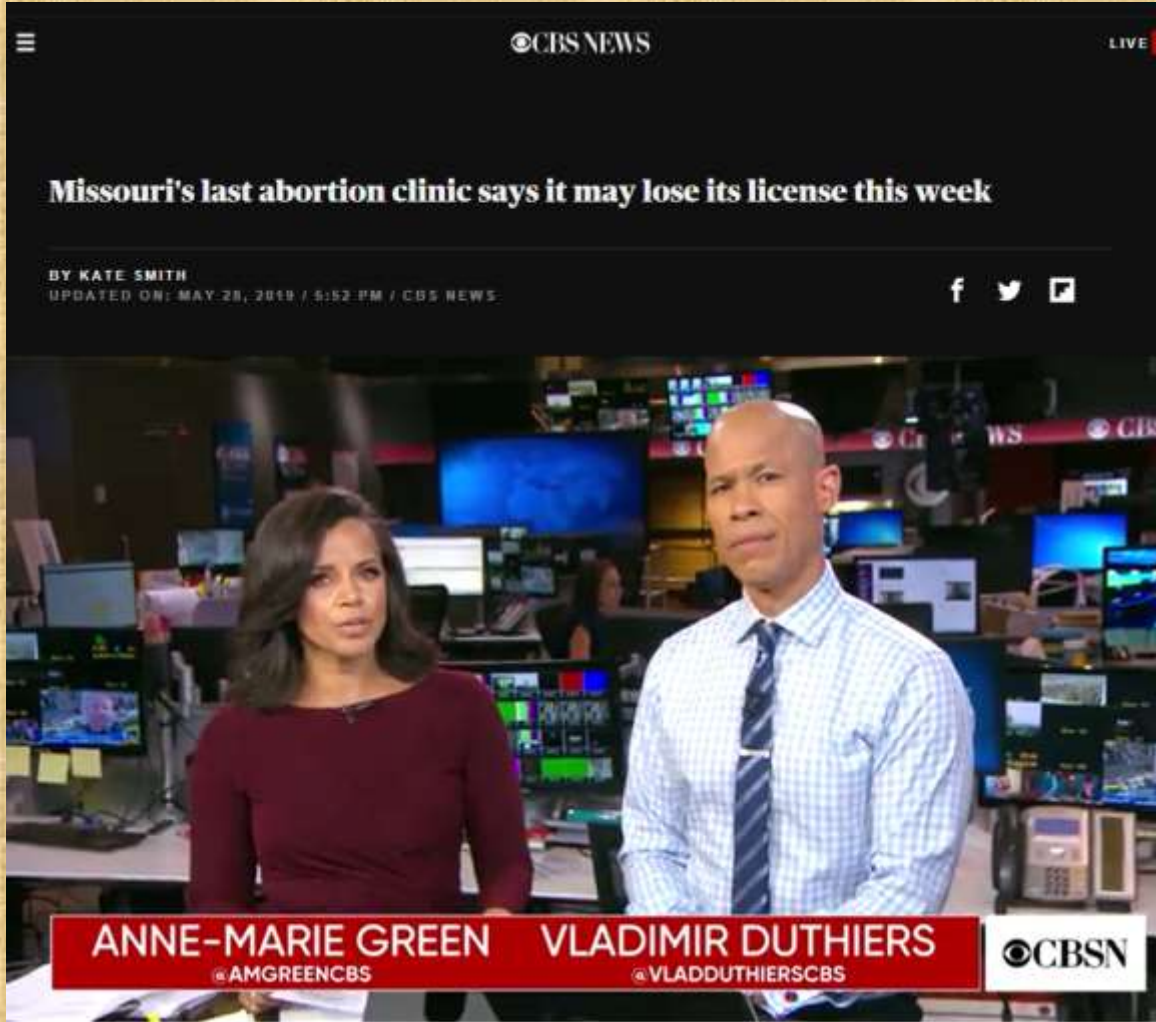 CBS NEWS
LIVE
Missouri's last abortion clinic says it may lose its license this week
BY KATE SMITH
UPDATED ON: MAY 28, 2019 / 5:52 PM / CBS NEWS
CBS
ANNE-MARIE GREEN VLADIMIR DUTHIERS
@AMGREENCBS @VLADDUTHIERSCBS
CBSN